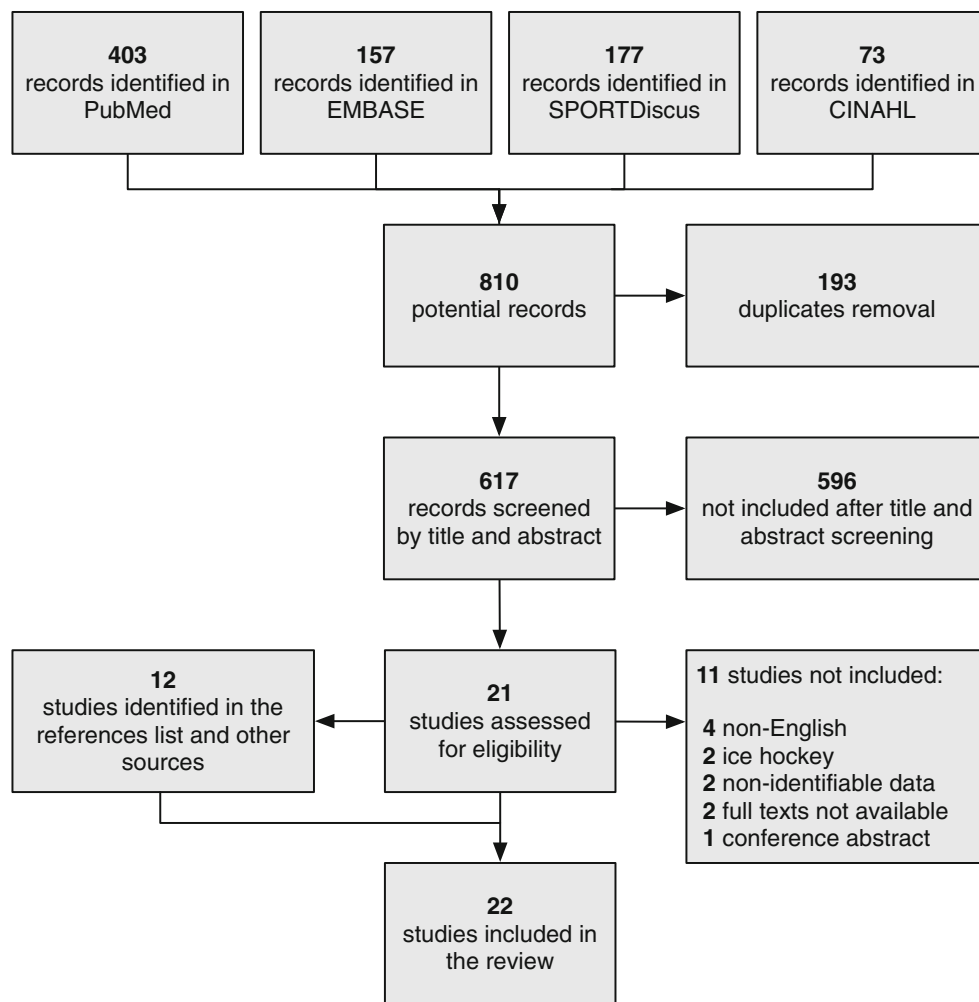 403
records identified in
PubMed
157
records identified in
EMBASE
177
records identified in
SPORTDiscus
73
records identified in
CINAHL
810
potential records
193
duplicates removal
617
records screened
by title and abstract
596
not included after title and
abstract screening
12
studies identified in the
references list and other
sources
21
studies assessed
for eligibility
11 studies not included:
4 non-English
2 ice hockey
2 non-identifiable data
2 full texts not available
1 conference abstract
22
studies included in
the review